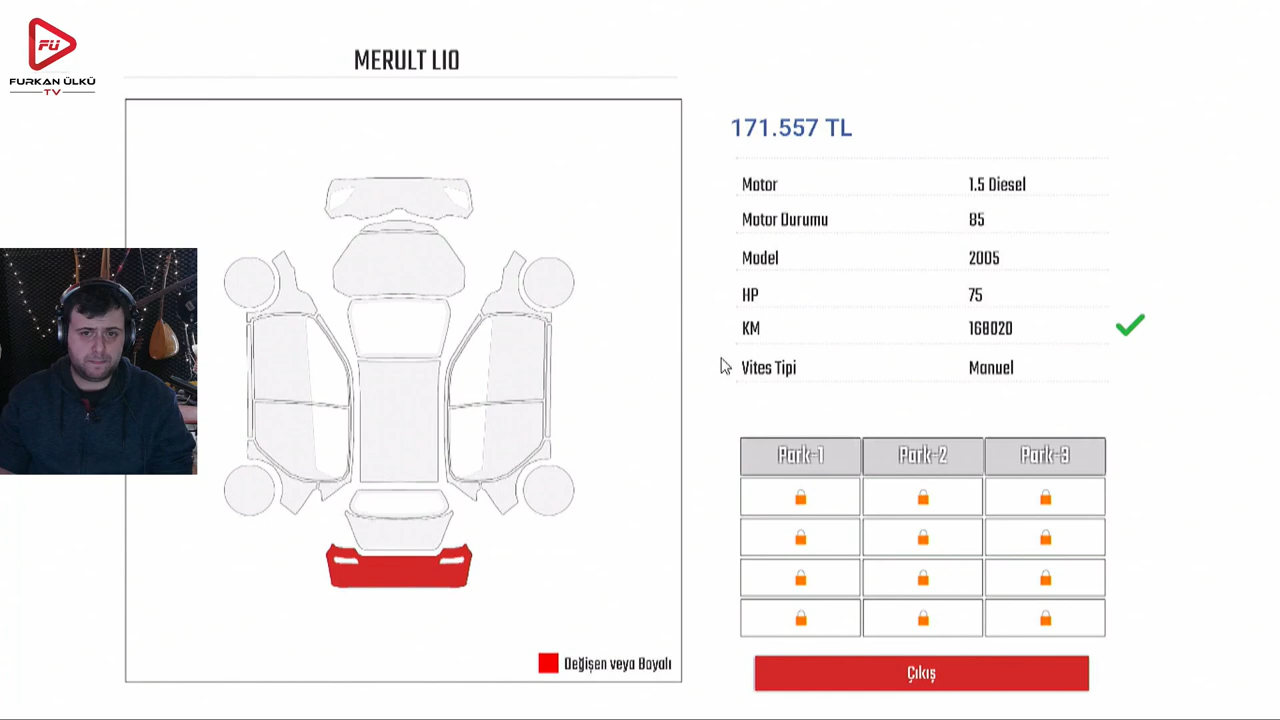 FU
FURKAN ÜLKÜ
TV
MERULT LIO
171.557 TL
Motor 1.5 Diesel
Motor Durumu 85
Model 2005
HP 75
KM 168020
Vites Tipi Manuel
Park-1 Park-2 Park-3
Değişen veya Boyalı
Çıkış